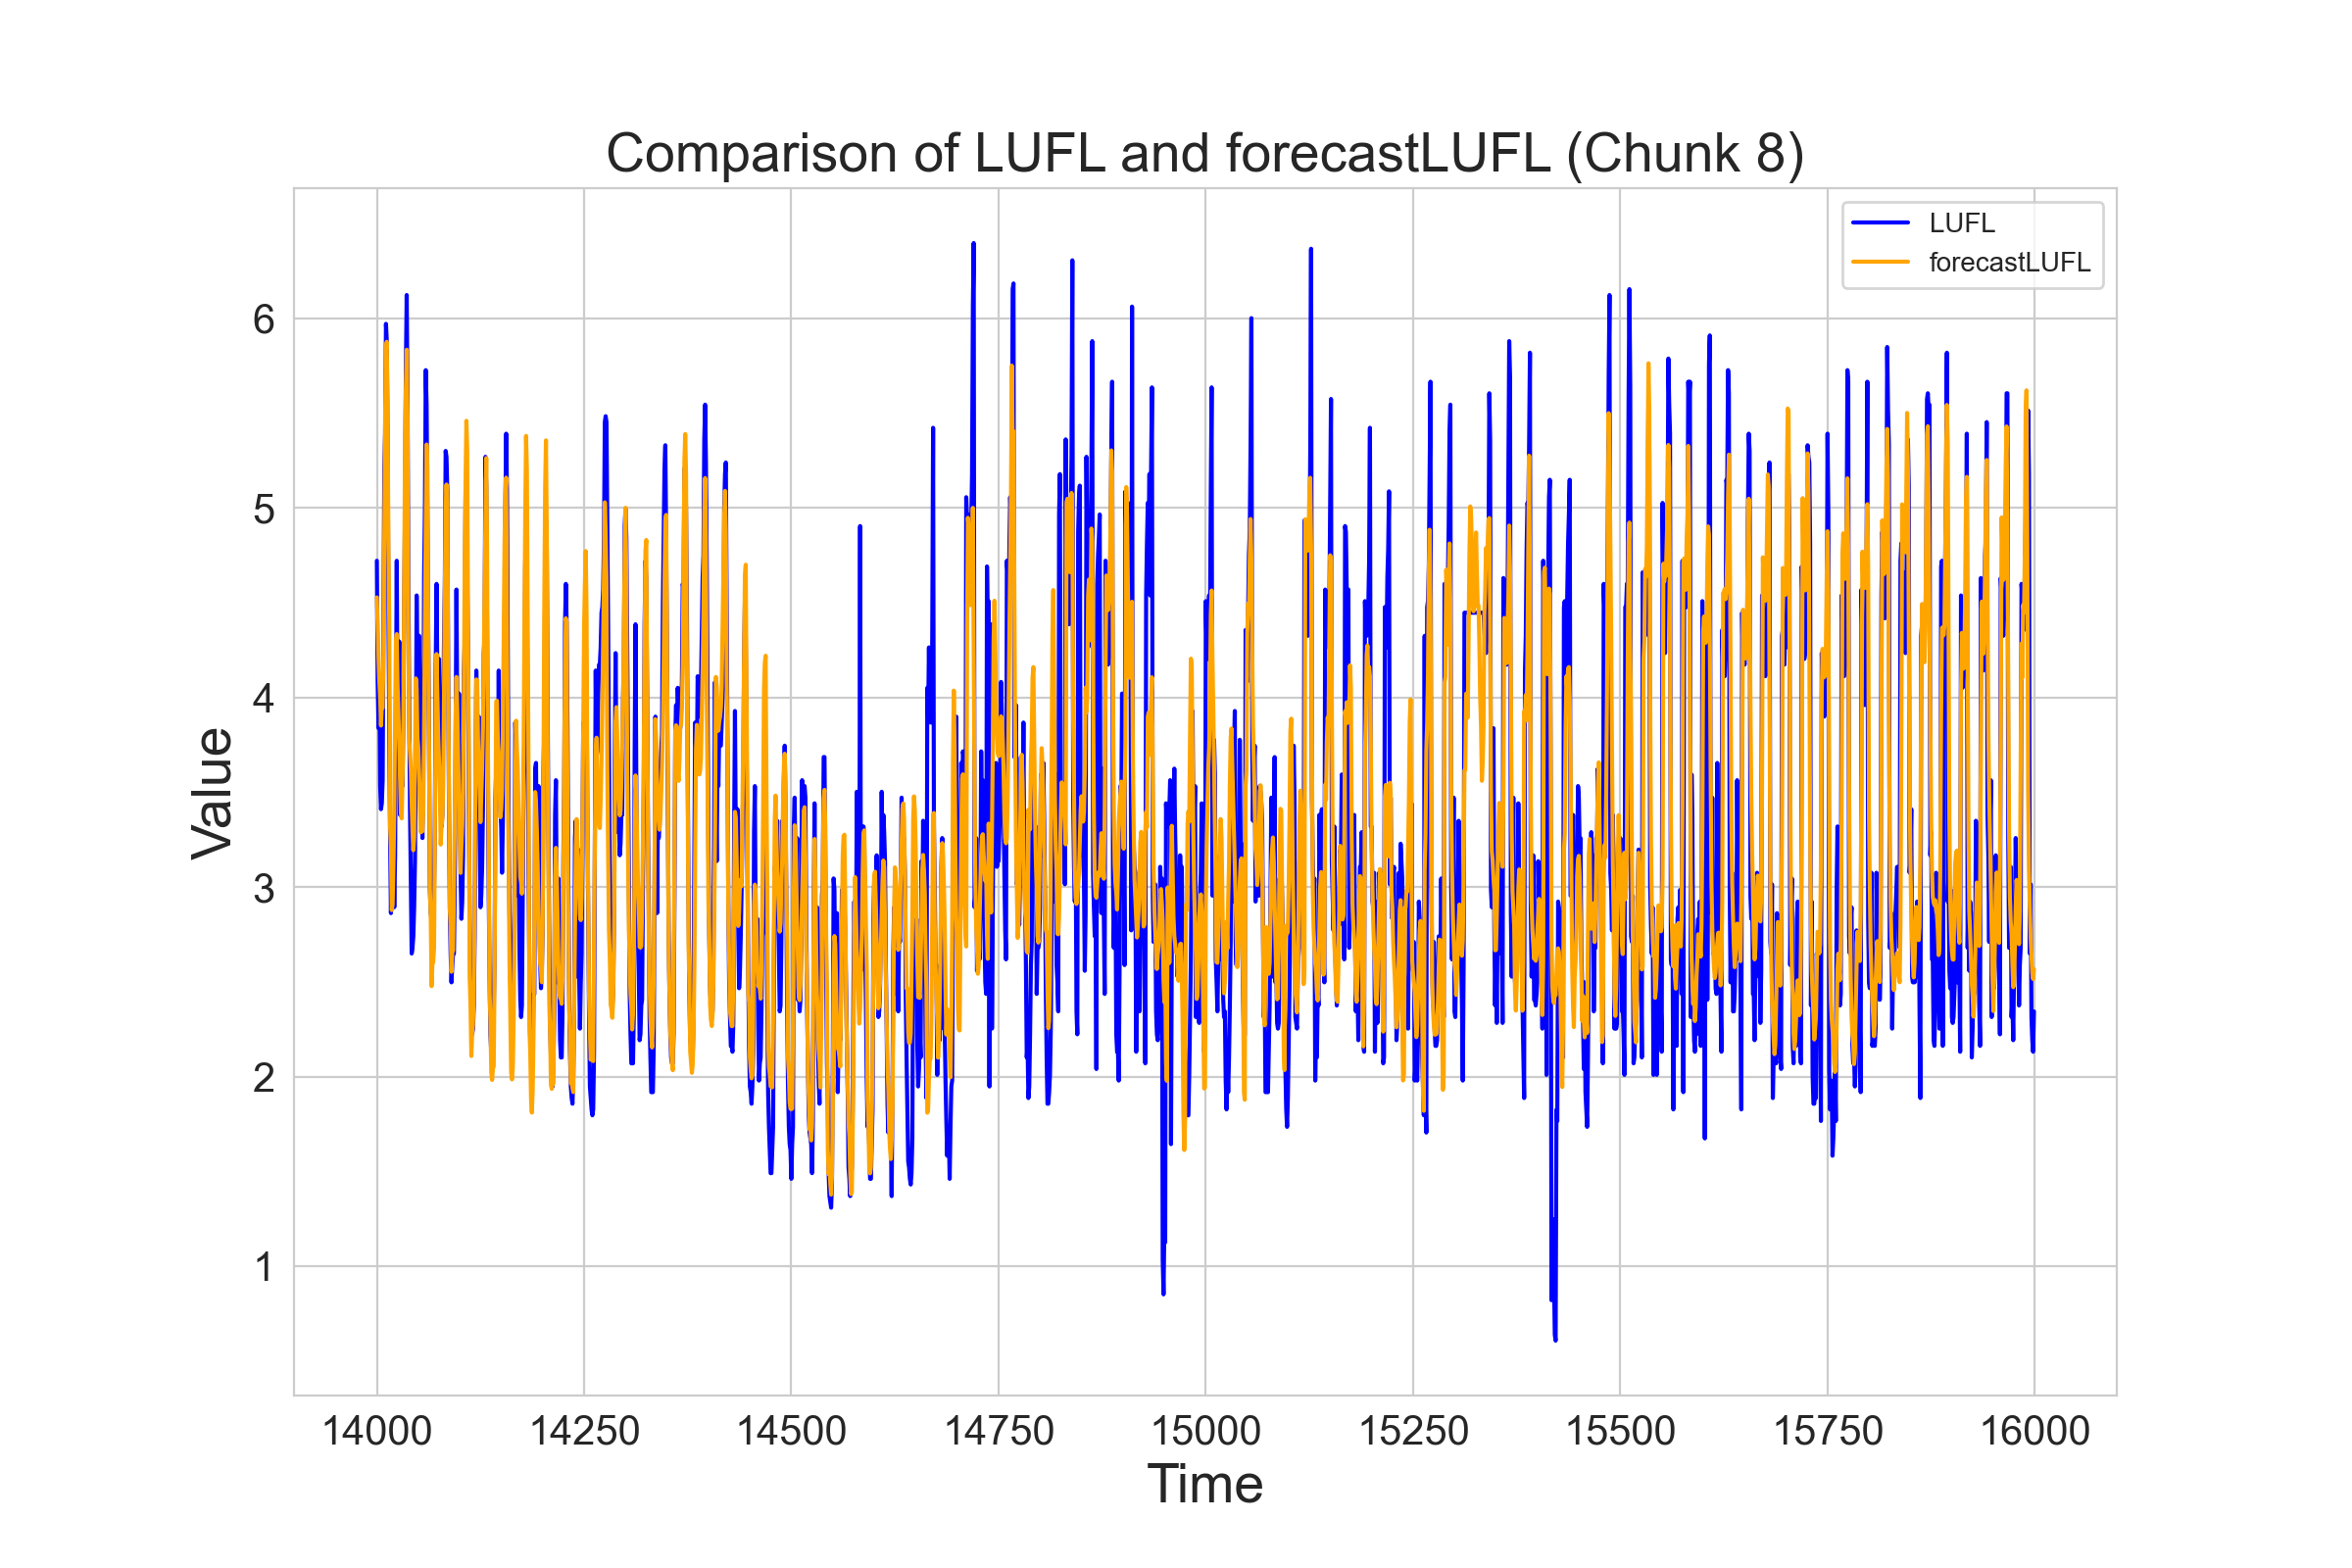 Comparison of LUFL and forecastLUFL (Chunk 8)
LUFL
forecastLUFL
6
5
4
3
2
1
Value
14000 14250 14500 14750 15000 15250 15500 15750 16000
Time